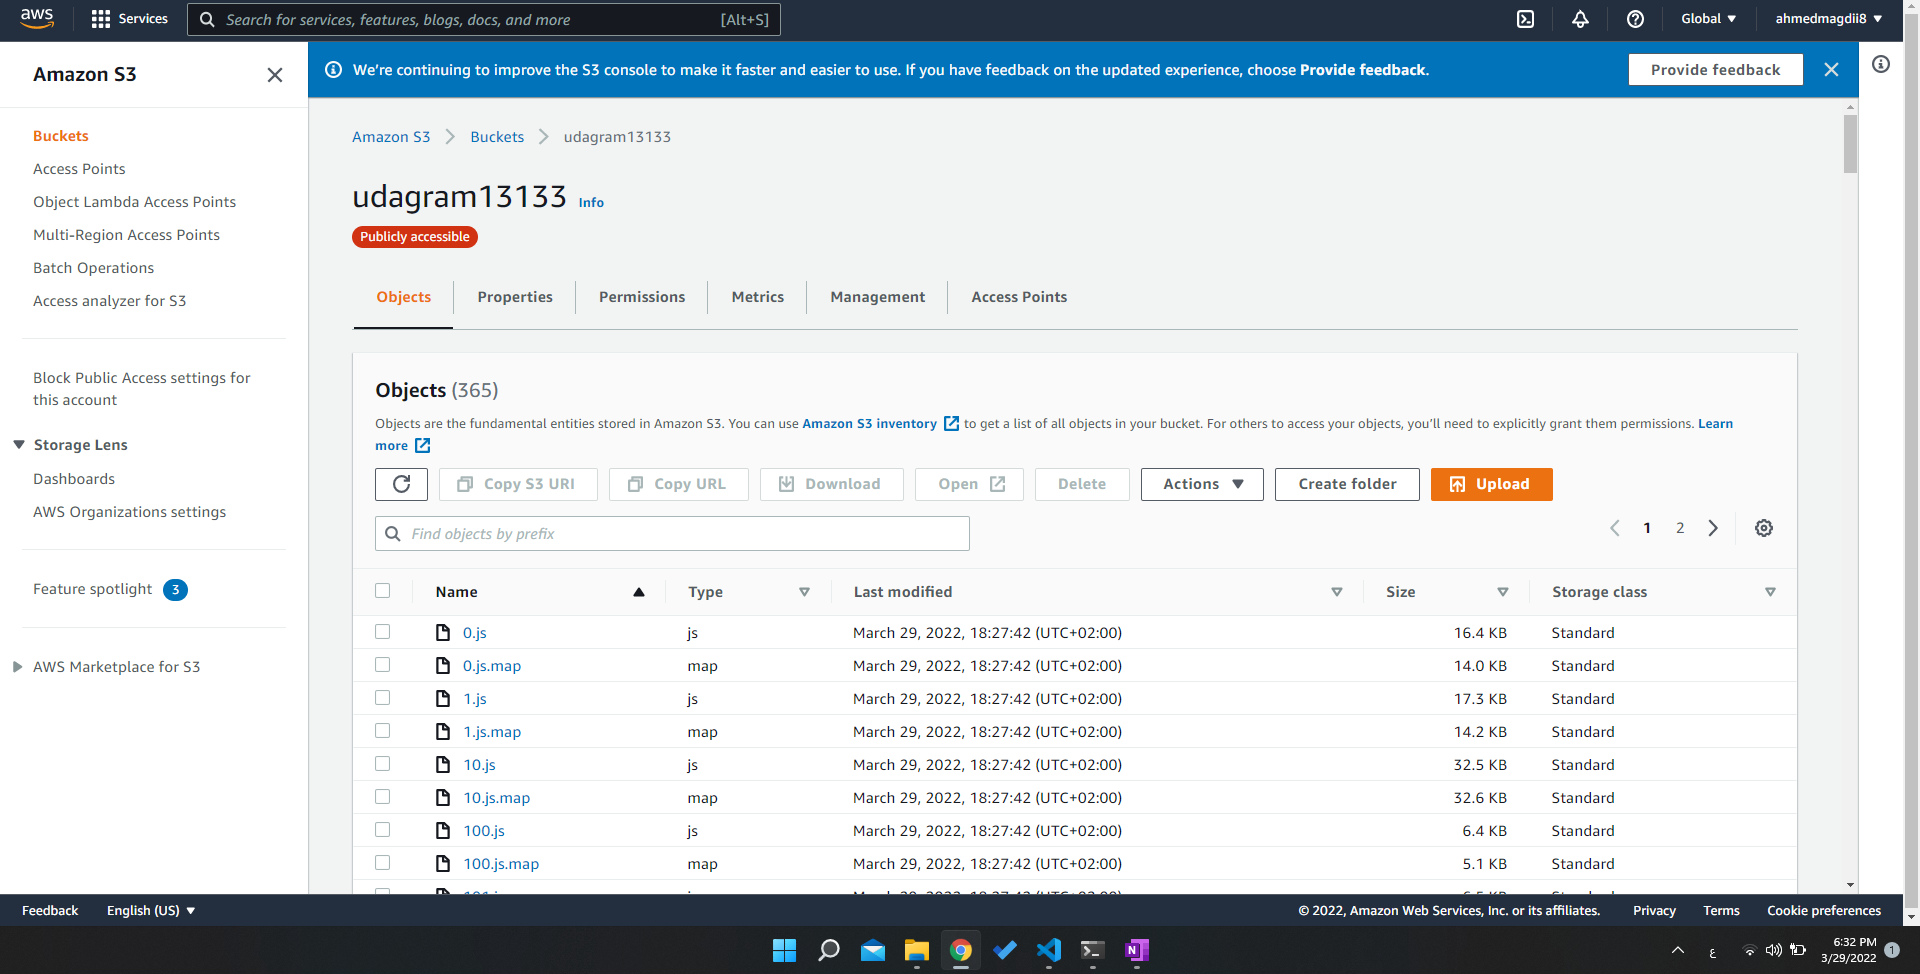 aws
Services
Search for services, features, blogs, docs, and more [Alt+S]
Global ▼
ahmedmagdii8 ▼
Amazon S3
We're continuing to improve the S3 console to make it faster and easier to use. If you have feedback on the updated experience, choose Provide feedback.
Provide feedback
Buckets
Access Points
Object Lambda Access Points
Multi-Region Access Points
Batch Operations
Access analyzer for S3
Block Public Access settings for
this account
Storage Lens
Dashboards
AWS Organizations settings
Feature spotlight 3
AWS Marketplace for S3
Amazon S3 > Buckets > udagram13133
udagram13133 Info
Publicly accessible
Objects Properties Permissions Metrics Management Access Points
Objects (365)
Objects are the fundamental entities stored in Amazon S3. You can use Amazon S3 inventory to get a list of all objects in your bucket. For others to access your objects, you'll need to explicitly grant them permissions. Learn
more
Copy S3 URI Copy URL Download Open Delete Actions ▼ Create folder Upload
Find objects by prefix
1 2
Name Type Last modified Size Storage class
0.js js March 29, 2022, 18:27:42 (UTC+02:00) 16.4 KB Standard
0.js.map map March 29, 2022, 18:27:42 (UTC+02:00) 14.0 KB Standard
1.js js March 29, 2022, 18:27:42 (UTC+02:00) 17.3 KB Standard
1.js.map map March 29, 2022, 18:27:42 (UTC+02:00) 14.2 KB Standard
10.js js March 29, 2022, 18:27:42 (UTC+02:00) 32.5 KB Standard
10.js.map map March 29, 2022, 18:27:42 (UTC+02:00) 32.6 KB Standard
100.js js March 29, 2022, 18:27:42 (UTC+02:00) 6.4 KB Standard
100.js.map map March 29, 2022, 18:27:42 (UTC+02:00) 5.1 KB Standard
Feedback English (US) ▼
© 2022, Amazon Web Services, Inc. or its affiliates. Privacy Terms Cookie preferences
ع
6:32 PM
3/29/2022
1